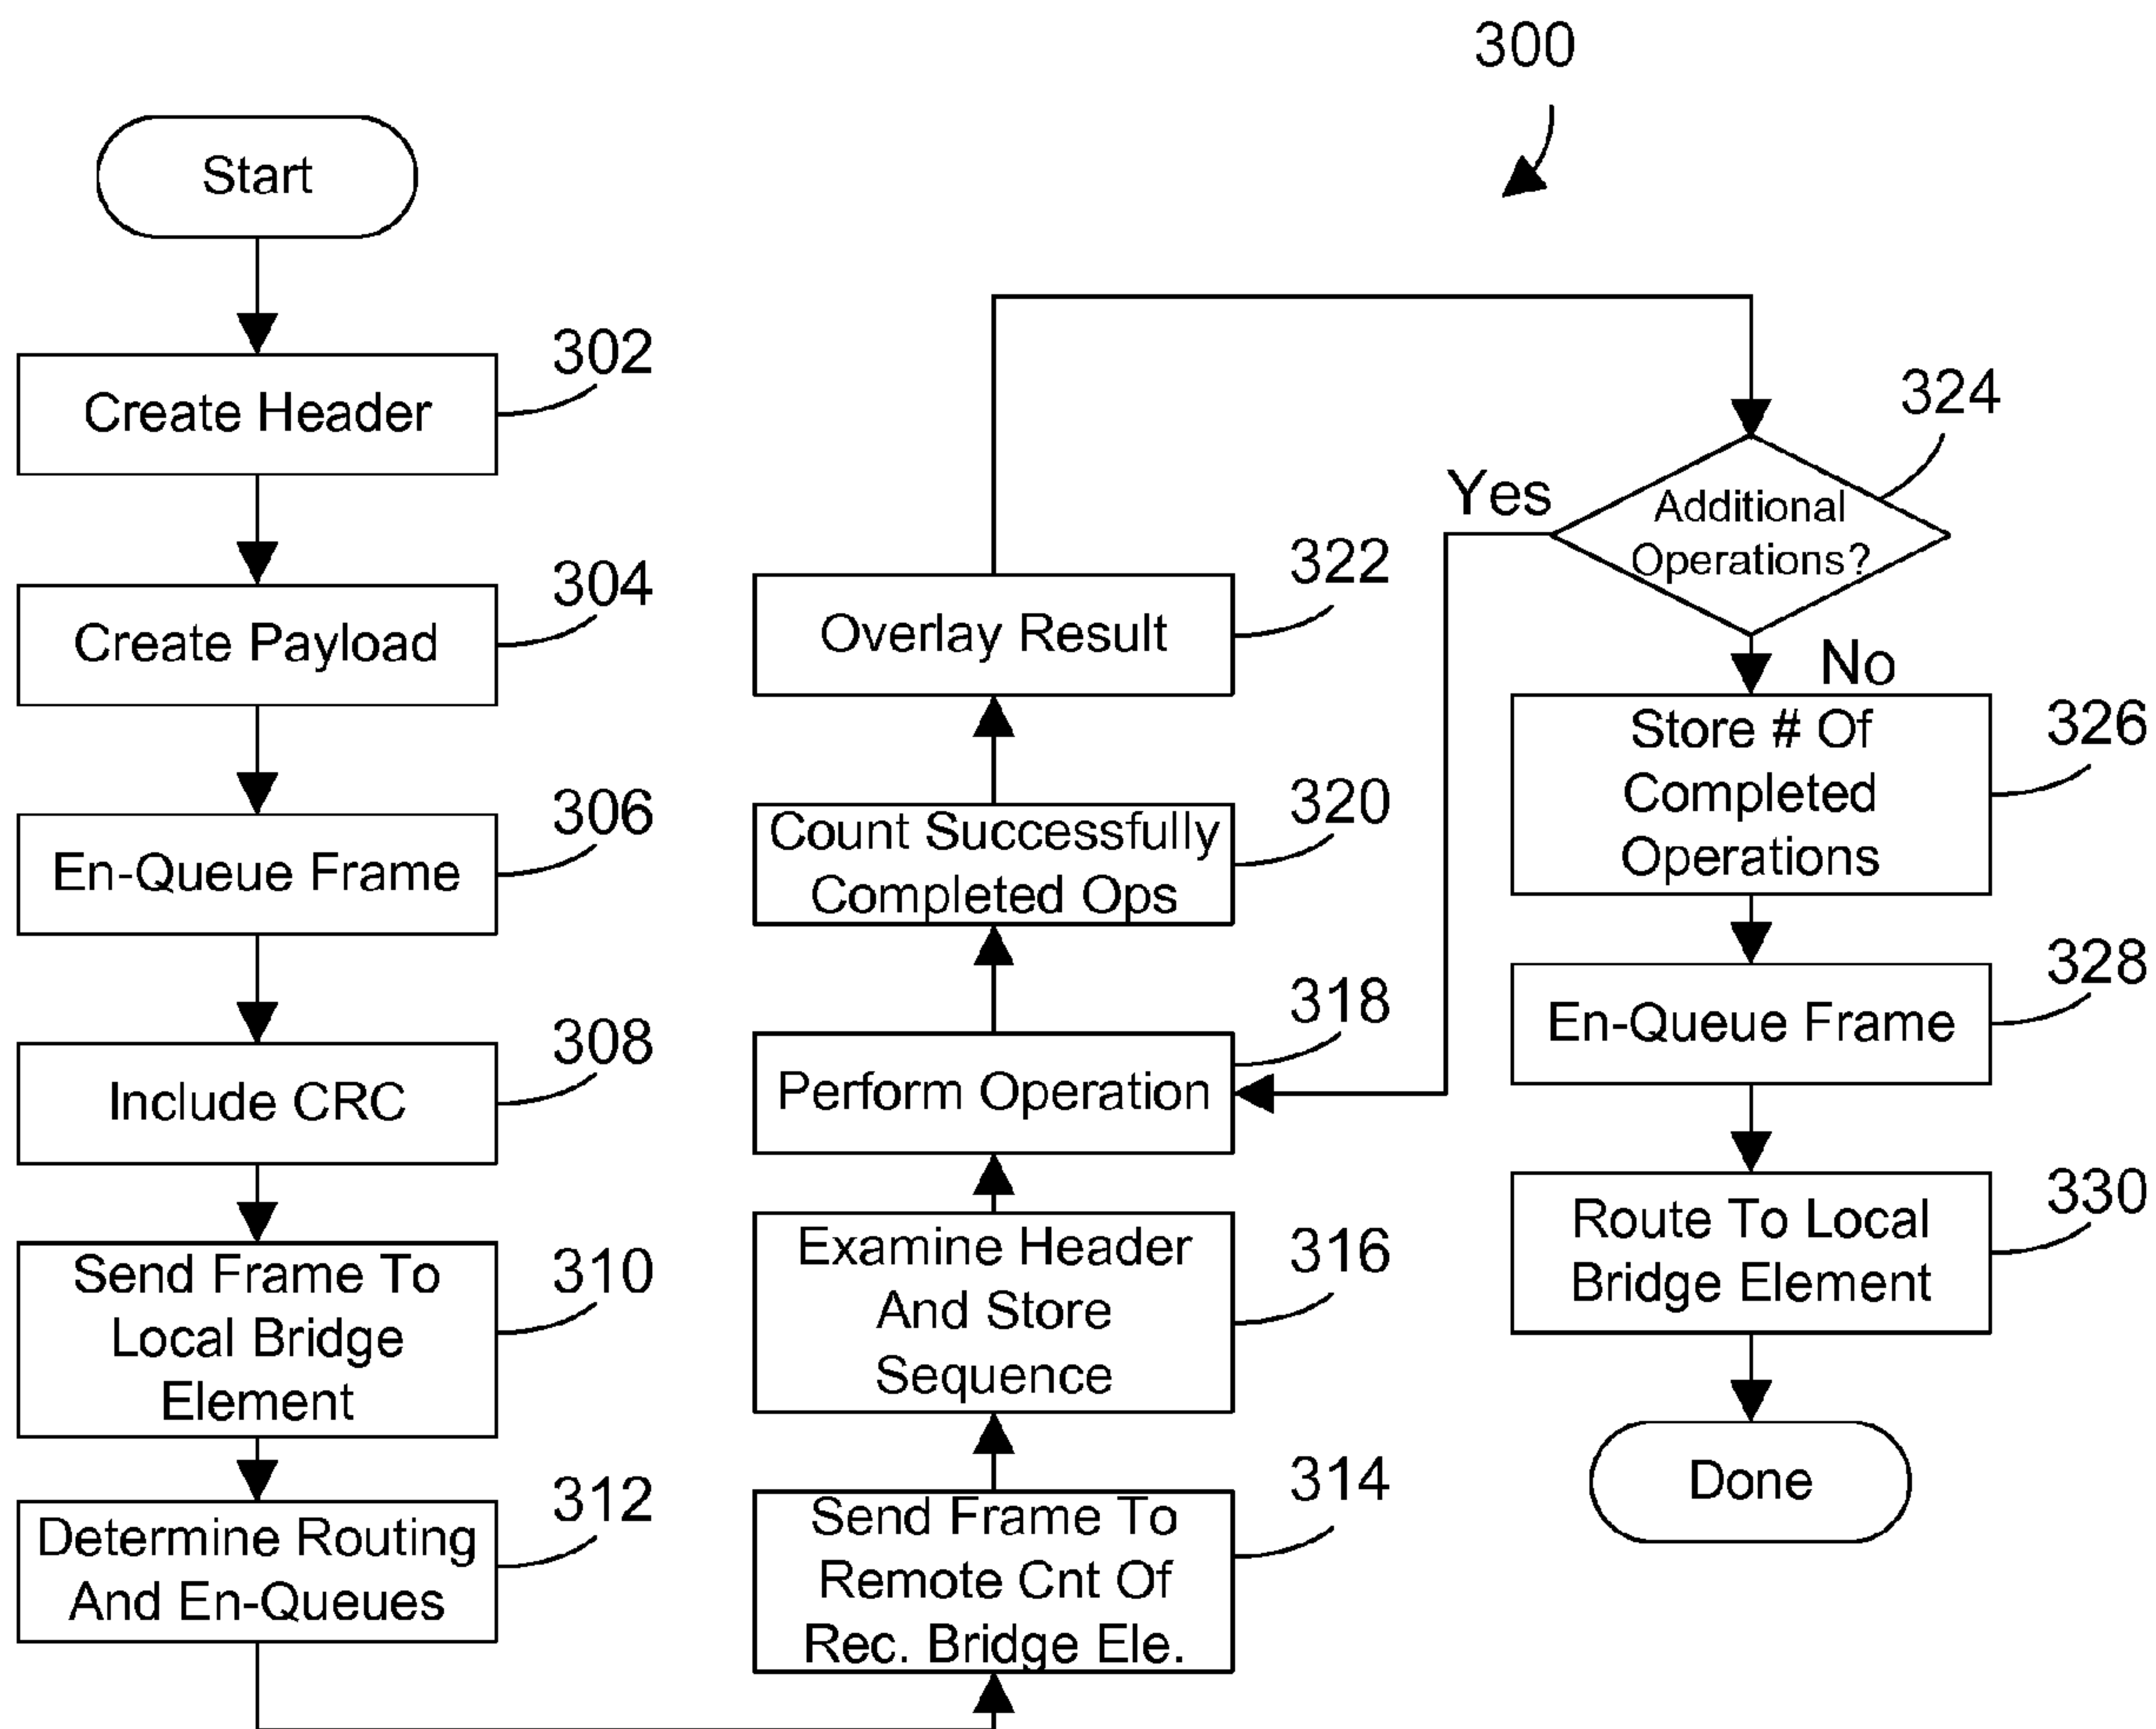 300
Start
302
Create Header
304
Create Payload
306
En-Queue Frame
308
Include CRC
310
Send Frame To
Local Bridge
Element
312
Determine Routing
And En-Queues
314
Send Frame To
Remote Cnt Of
Rec. Bridge Ele.
316
Examine Header
And Store
Sequence
318
Perform Operation
320
Count Successfully
Completed Ops
322
Overlay Result
324
Additional
Operations?
Yes
No
326
Store # Of
Completed
Operations
328
En-Queue Frame
330
Route To Local
Bridge Element
Done